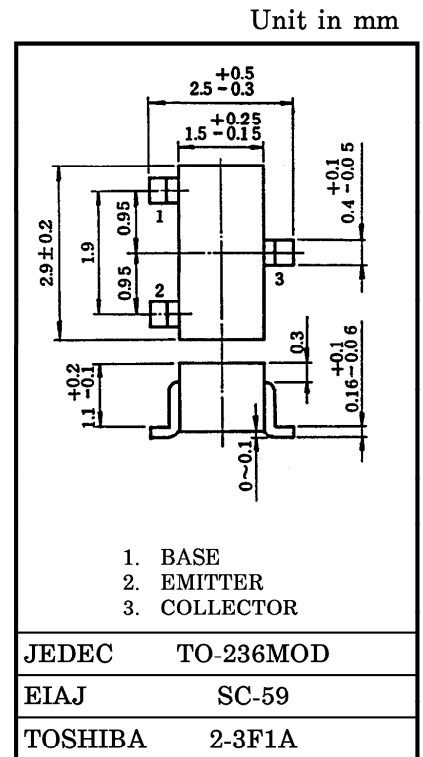 Unit in mm
+0.5
2.5 -0.3
+0.25
1.5 -0.15
+0.1
0.4 -0.05
2.9±0.2
1.9
0.95
0.95
1
2
3
+0.2
1.1 -0.1
0.3
+0.1
0.16 -0.06
0~0.1
1. BASE
2. EMITTER
3. COLLECTOR
JEDEC TO-236MOD
EIAJ SC-59
TOSHIBA 2-3F1A